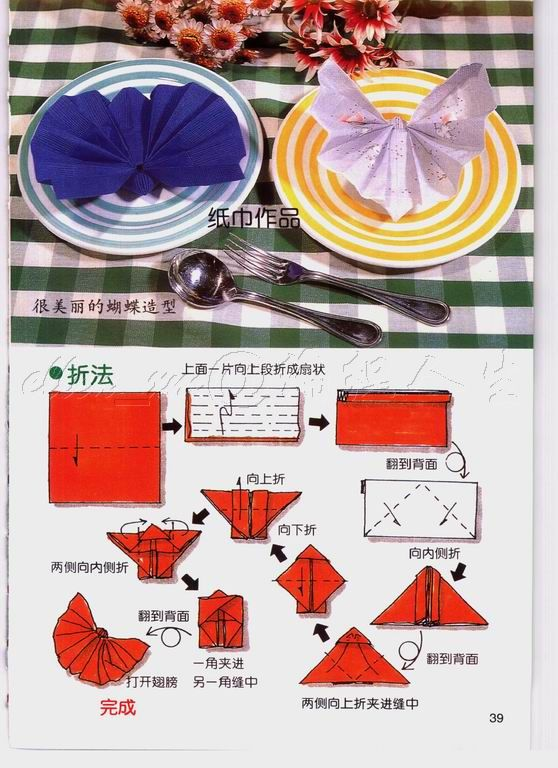 纸巾作品
很美丽的蝴蝶造型
折法
上面一片向上段折成扇状
翻到背面
向内侧折
翻到背面
两侧向上折夹进缝中
向下折
向上折
两侧向内侧折
一角夹进
另一角缝中
翻到背面
打开翅膀
完成
39